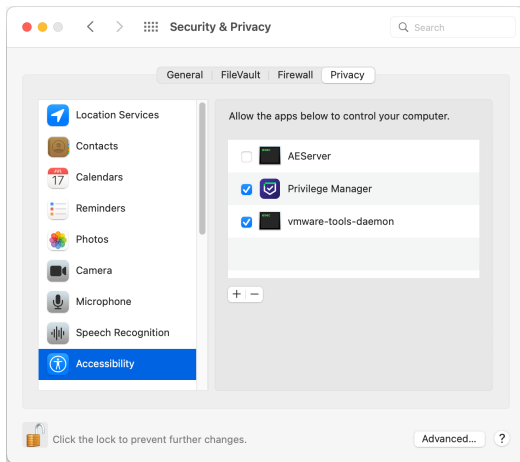 Security & Privacy
Search
General FileVault Firewall Privacy
Location Services
Contacts
JUL
17
Calendars
Reminders
Photos
Camera
Microphone
Speech Recognition
Accessibility
Allow the apps below to control your computer.
AEServer
Privilege Manager
vmware-tools-daemon
+ −
Click the lock to prevent further changes.
Advanced... ?